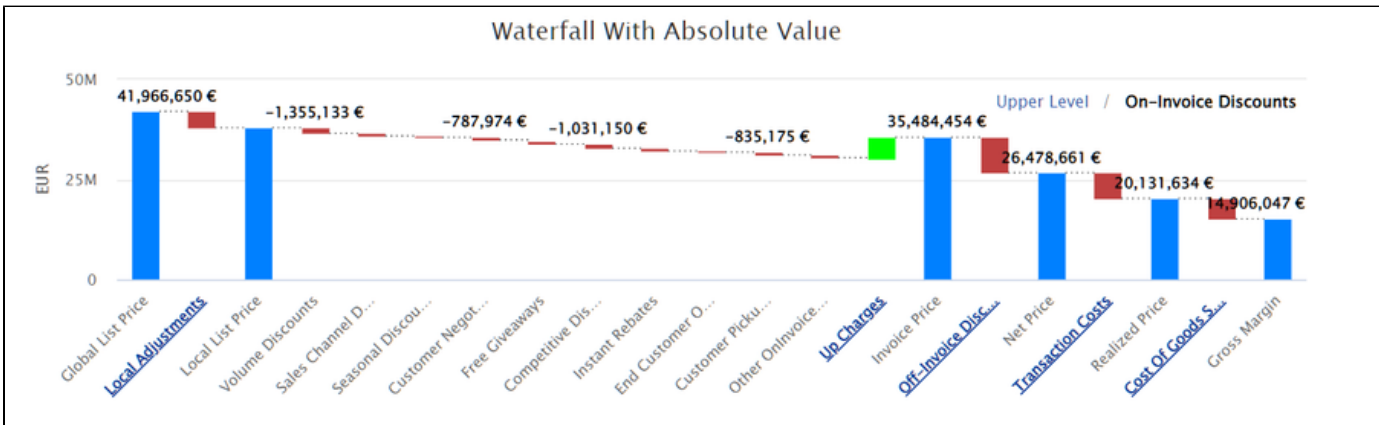 Waterfall With Absolute Value
Upper Level / On-Invoice Discounts
EUR
50M
25M
0
41,966,650 €
-1,355,133 €
-787,974 €
-1,031,150 €
-835,175 €
35,484,454 €
26,478,661 €
20,131,634 €
14,906,047 €
Global List Price
Local Adjustments
Local List Price
Volume Discounts
Sales Channel D...
Seasonal Discou...
Customer Negot...
Free Giveaways
Competitive Dis...
Instant Rebates
End Customer O...
Customer Picku...
Other OnInvoice...
Up Charges
Invoice Price
Off-Invoice Disc...
Net Price
Transaction Costs
Realized Price
Cost Of Goods S...
Gross Margin